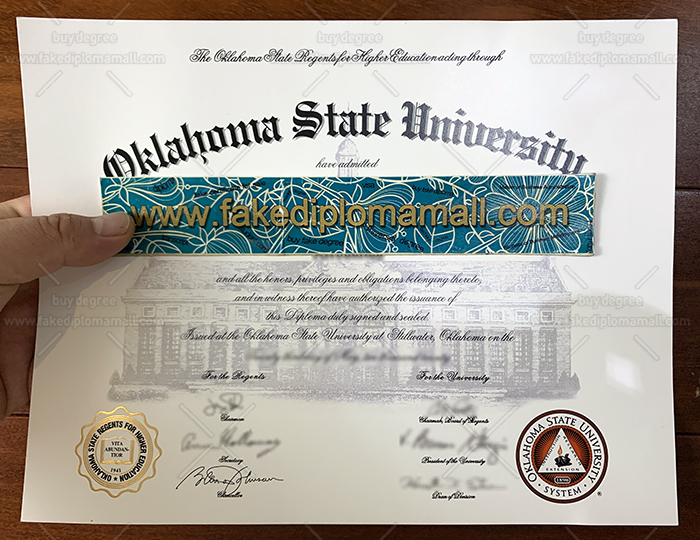 The Oklahoma State Regents for Higher Education acting through
Oklahoma State University
have admitted
www.fakediplomamall.com
buy fake degree
and all the honors, privileges and obligations belonging thereto,
and in witness thereof have authorized the issuance of
this Diploma duly signed and sealed
Issued at the Oklahoma State University at Stillwater, Oklahoma on the
For the Regents
For the University
Chairman
Chairman, Board of Regents
Secretary
President of the University
Chancellor
Dean of Division
OKLAHOMA STATE REGENTS FOR HIGHER EDUCATION
VITA
ABUNDAN-
TIOR
1941
OKLAHOMA STATE UNIVERSITY
EXTENSION
SYSTEM
®
buydegree
www.fakediplomamall.com